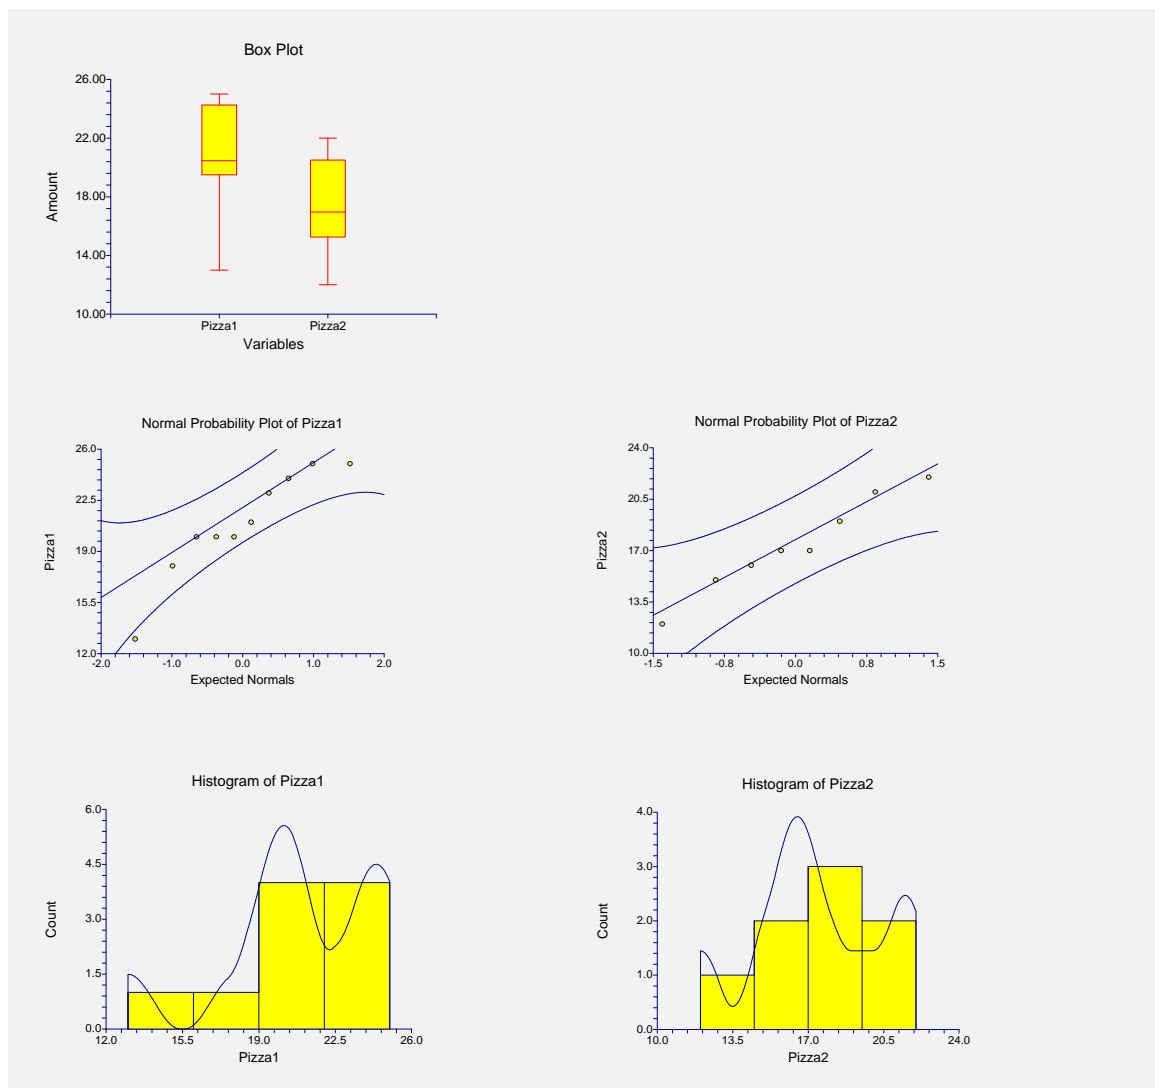 Box Plot
26.00
22.00
18.00
14.00
10.00
Amount
Pizza1 Pizza2
Variables
Normal Probability Plot of Pizza1
26.0
22.5
19.0
15.5
12.0
Pizza1
-2.0 -1.0 0.0 1.0 2.0
Expected Normals
Normal Probability Plot of Pizza2
24.0
20.5
17.0
13.5
10.0
Pizza2
-1.5 -0.8 0.0 0.8 1.5
Expected Normals
Histogram of Pizza1
6.0
4.5
3.0
1.5
0.0
Count
12.0 15.5 19.0 22.5 26.0
Pizza1
Histogram of Pizza2
4.0
3.0
2.0
1.0
0.0
Count
10.0 13.5 17.0 20.5 24.0
Pizza2